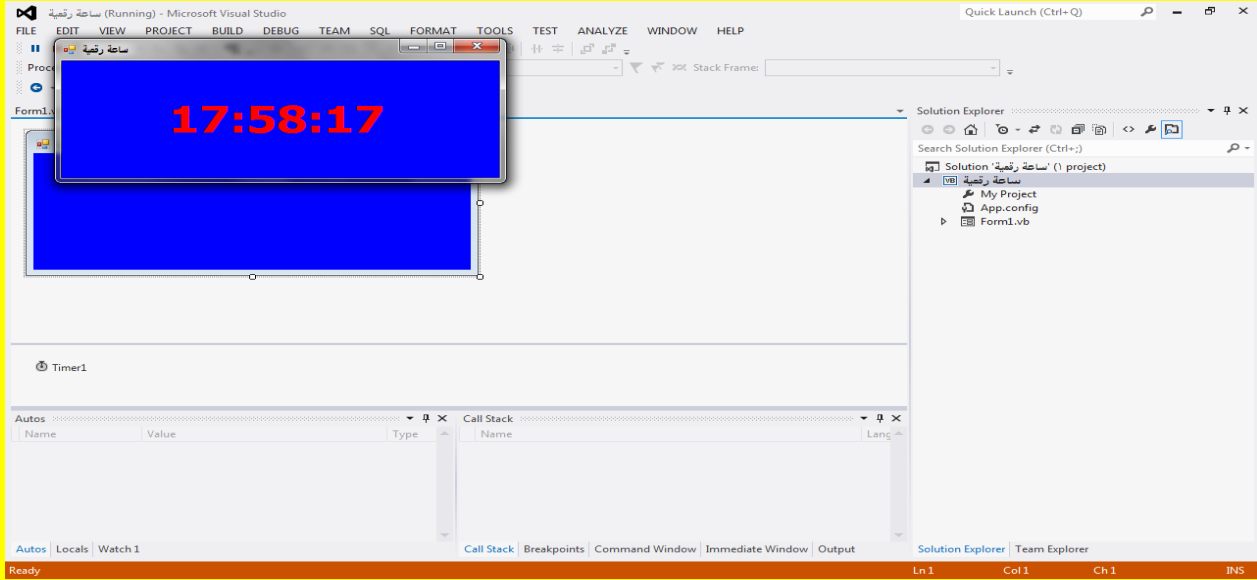 ساعة رقمية (Running) - Microsoft Visual Studio
Quick Launch (Ctrl+Q)
FILE EDIT VIEW PROJECT BUILD DEBUG TEAM SQL FORMAT TOOLS TEST ANALYZE WINDOW HELP
ساعة رقمية
Proce
Stack Frame:
Form1.v
17:58:17
Timer1
Autos
Name Value Type
Autos Locals Watch 1
Call Stack
Name Lang
Call Stack Breakpoints Command Window Immediate Window Output
Solution Explorer
Search Solution Explorer (Ctrl+;)
Solution 'ساعة رقمية' (١ project)
VB ساعة رقمية
My Project
App.config
Form1.vb
Solution Explorer Team Explorer
Ready Ln 1 Col 1 Ch 1 INS